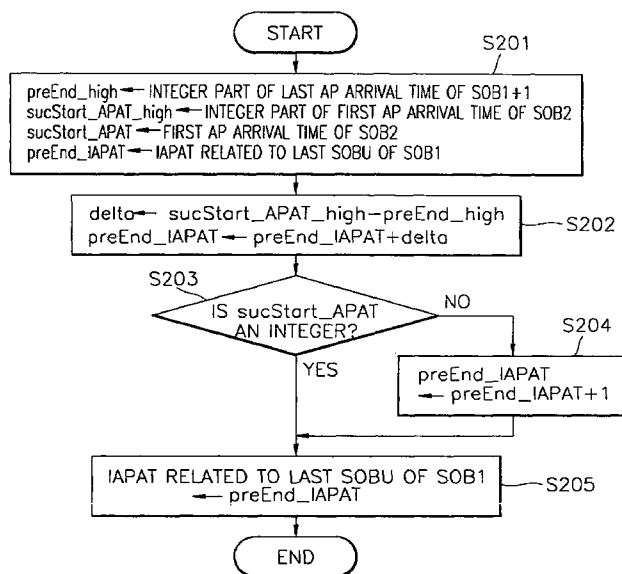 START
S201
preEnd_high ← INTEGER PART OF LAST AP ARRIVAL TIME OF SOB1+1
sucStart_APAT_high ← INTEGER PART OF FIRST AP ARRIVAL TIME OF SOB2
sucStart_APAT ← FIRST AP ARRIVAL TIME OF SOB2
preEnd_IAPAT ← IAPAT RELATED TO LAST SOBU OF SOB1
delta ← sucStart_APAT_high-preEnd_high
preEnd_IAPAT ← preEnd_IAPAT+delta
S202
S203
IS sucStart_APAT
AN INTEGER?
NO
YES
S204
preEnd_IAPAT
← preEnd_IAPAT+1
IAPAT RELATED TO LAST SOBU OF SOB1
← preEnd_IAPAT
S205
END